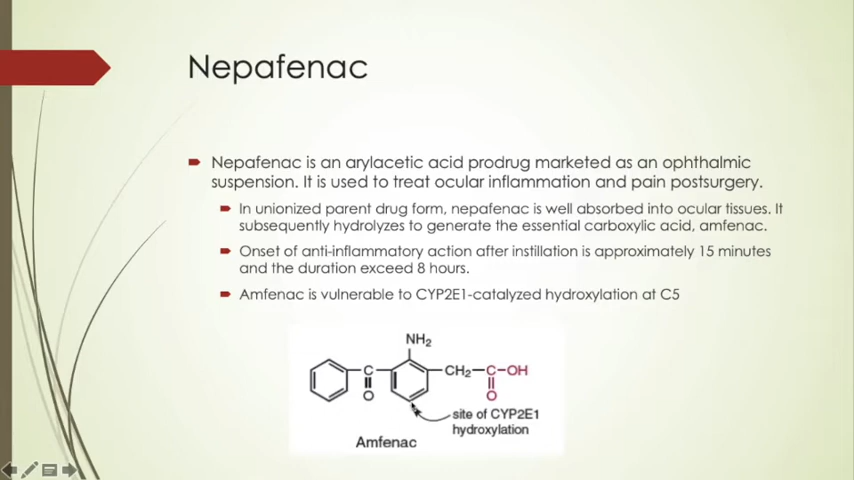 Nepafenac
Nepafenac is an arylacetic acid prodrug marketed as an ophthalmic
suspension. It is used to treat ocular inflammation and pain postsurgery.
In unionized parent drug form, nepafenac is well absorbed into ocular tissues. It
subsequently hydrolyzes to generate the essential carboxylic acid, amfenac.
Onset of anti-inflammatory action after instillation is approximately 15 minutes
and the duration exceed 8 hours.
Amfenac is vulnerable to CYP2E1-catalyzed hydroxylation at C5
NH₂
C
CH₂—C—OH
O
O
site of CYP2E1
hydroxylation
Amfenac